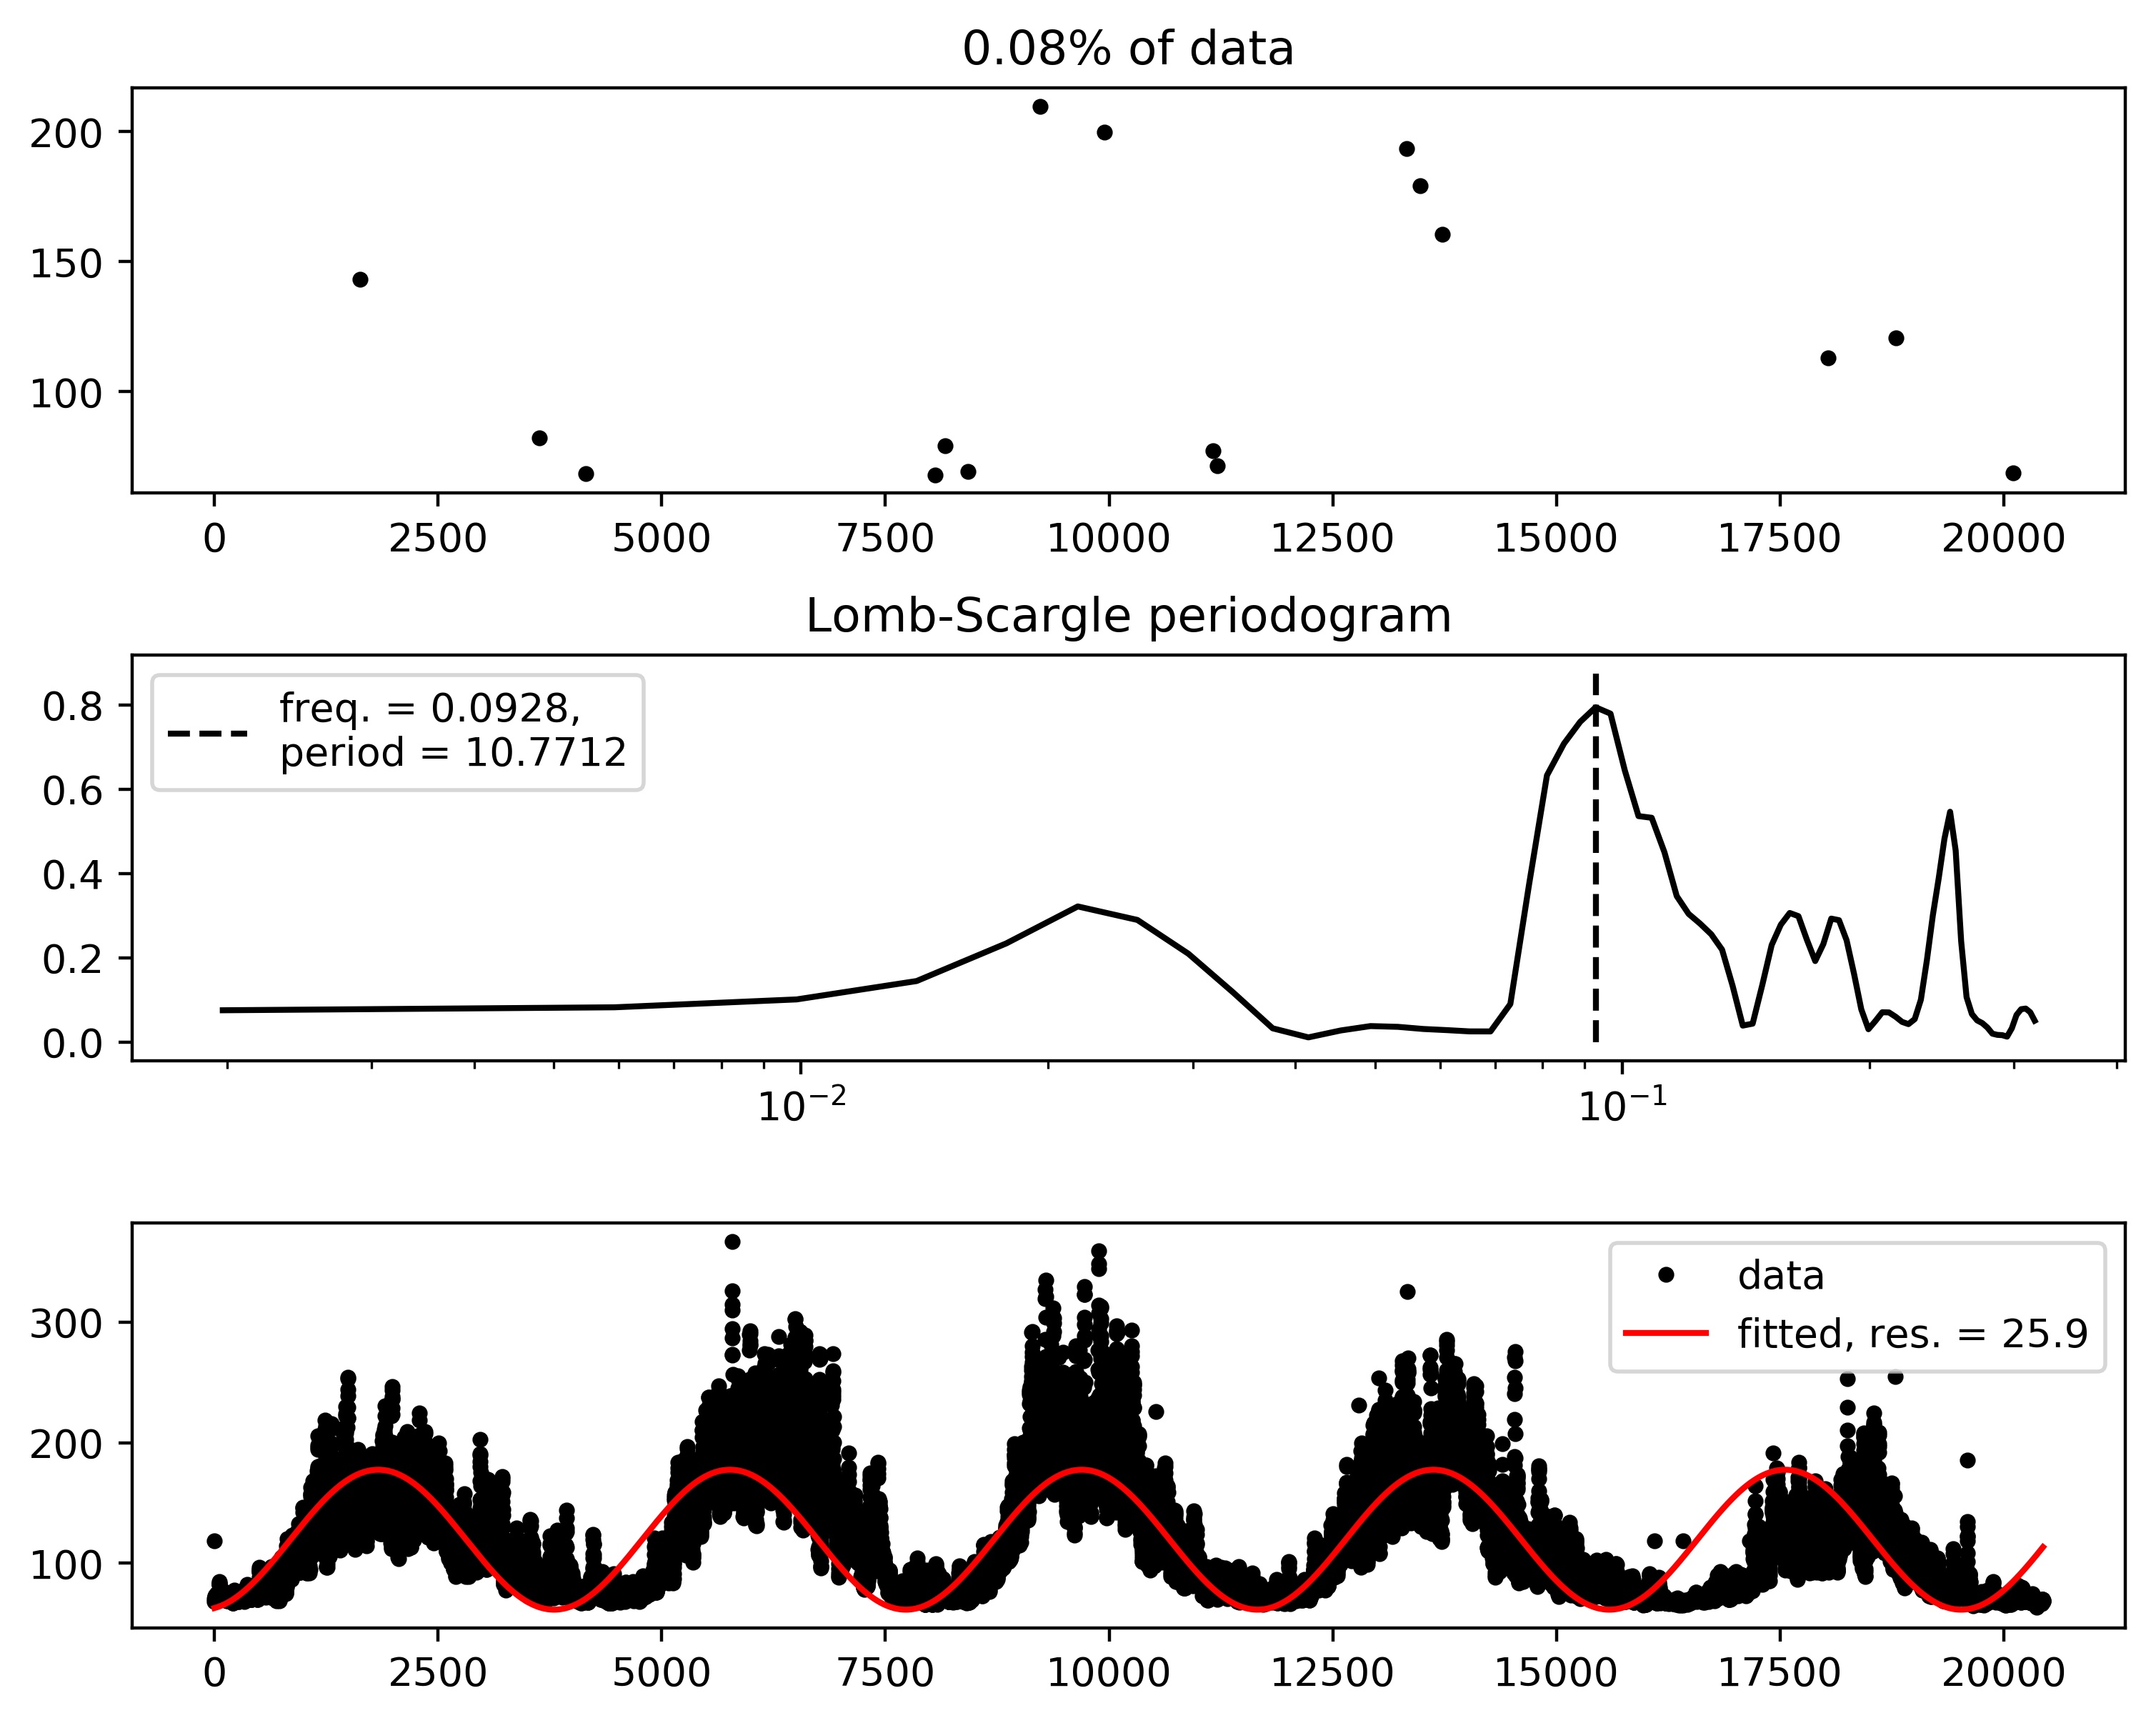 0.08% of data
200
150
100
0 2500 5000 7500 10000 12500 15000 17500 20000
Lomb-Scargle periodogram
freq. = 0.0928,
period = 10.7712
0.8
0.6
0.4
0.2
0.0
10⁻² 10⁻¹
data
fitted, res. = 25.9
300
200
100
0 2500 5000 7500 10000 12500 15000 17500 20000